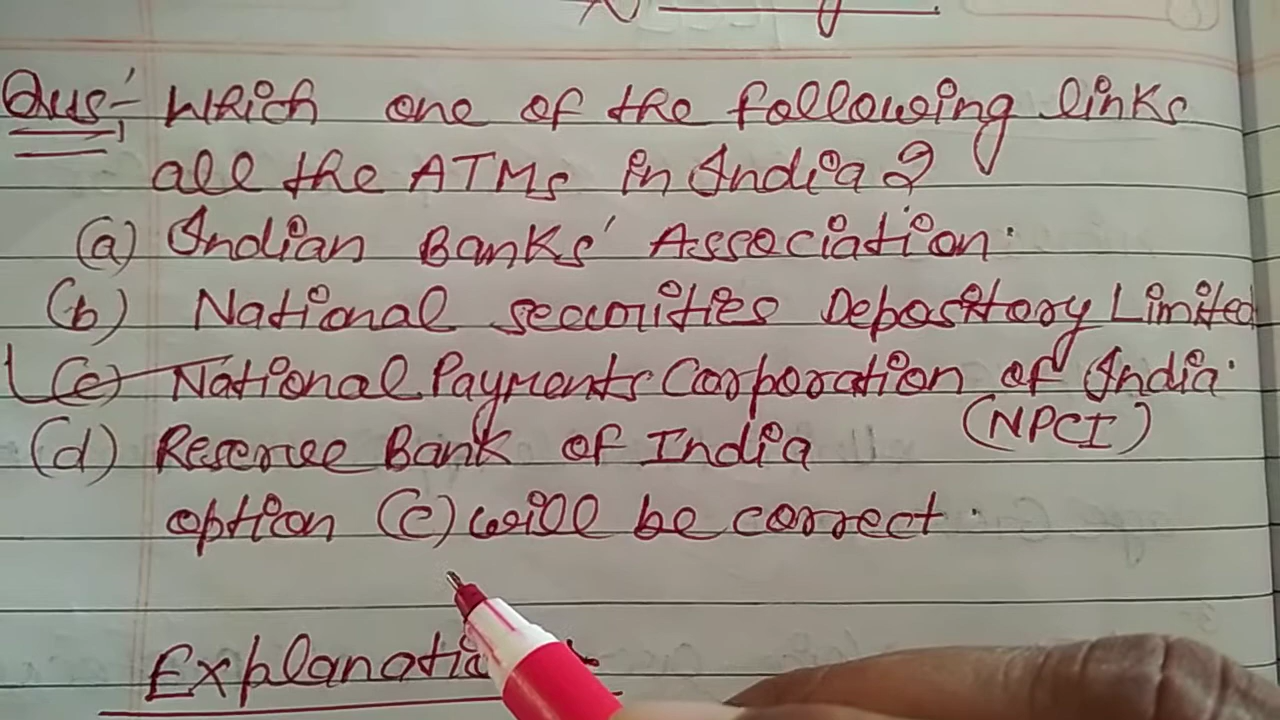 Ques:- Which one of the following links
all the ATMs in India ?
(a) Indian Banks' Association.
(b) National Securities Depository Limited
(c) National Payments Corporation of India.
(NPCI)
(d) Reserve Bank of India
option (c) will be correct.
Explanation